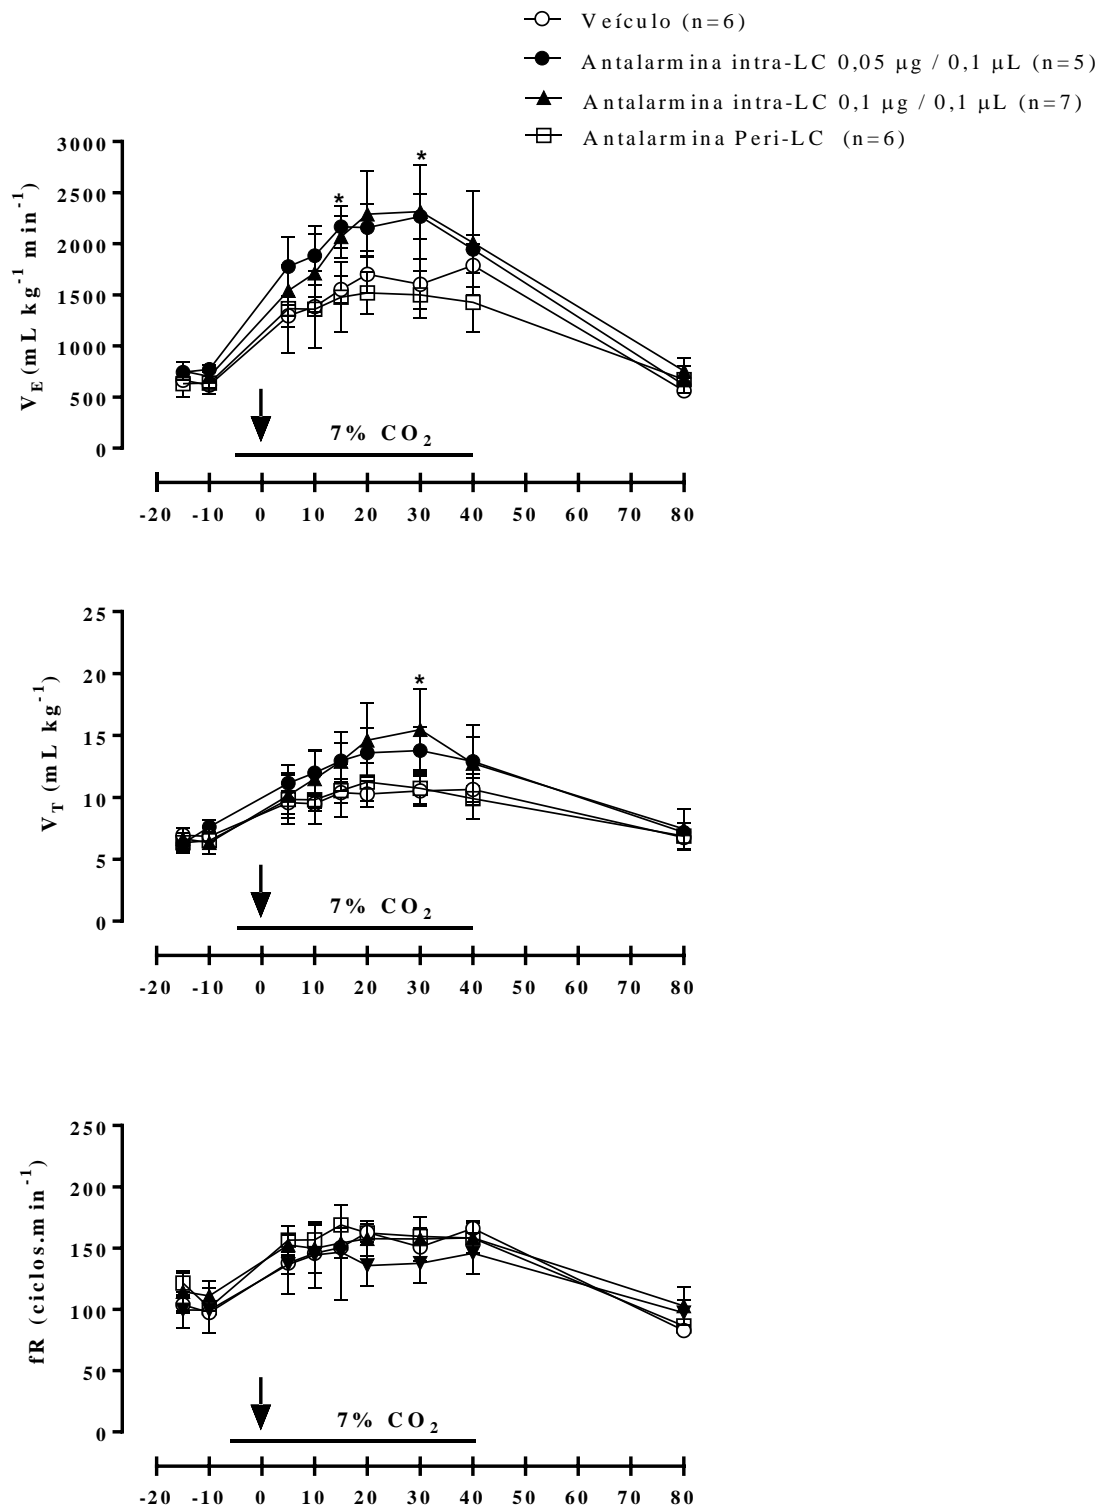 Veículo (n=6)
Antalarmina intra-LC 0,05 µg / 0,1 µL (n=5)
Antalarmina intra-LC 0,1 µg / 0,1 µL (n=7)
Antalarmina Peri-LC (n=6)
3000
2500
2000
1500
1000
500
0
V_E (mL kg^-1 min^-1)
*
*
7% CO₂
-20 -10 0 10 20 30 40 50 60 70 80
25
20
15
10
5
0
V_T (mL kg^-1)
*
7% CO₂
-20 -10 0 10 20 30 40 50 60 70 80
250
200
150
100
50
0
fR (ciclos.min^-1)
7% CO₂
-20 -10 0 10 20 30 40 50 60 70 80